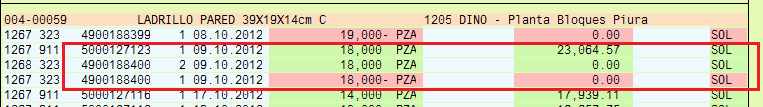 004-00059 LADRILLO PARED 39X19X14cm C 1205 DINO - Planta Bloques Piura
1267 323 4900188399 1 08.10.2012 19,000- PZA 0.00 SOL
1267 911 5000127123 1 09.10.2012 18,000 PZA 23,064.57 SOL
1268 323 4900188400 2 09.10.2012 18,000 PZA 0.00 SOL
1267 323 4900188400 1 09.10.2012 18,000- PZA 0.00 SOL
1267 911 5000127116 1 17.10.2012 14,000 PZA 17,939.11 SOL